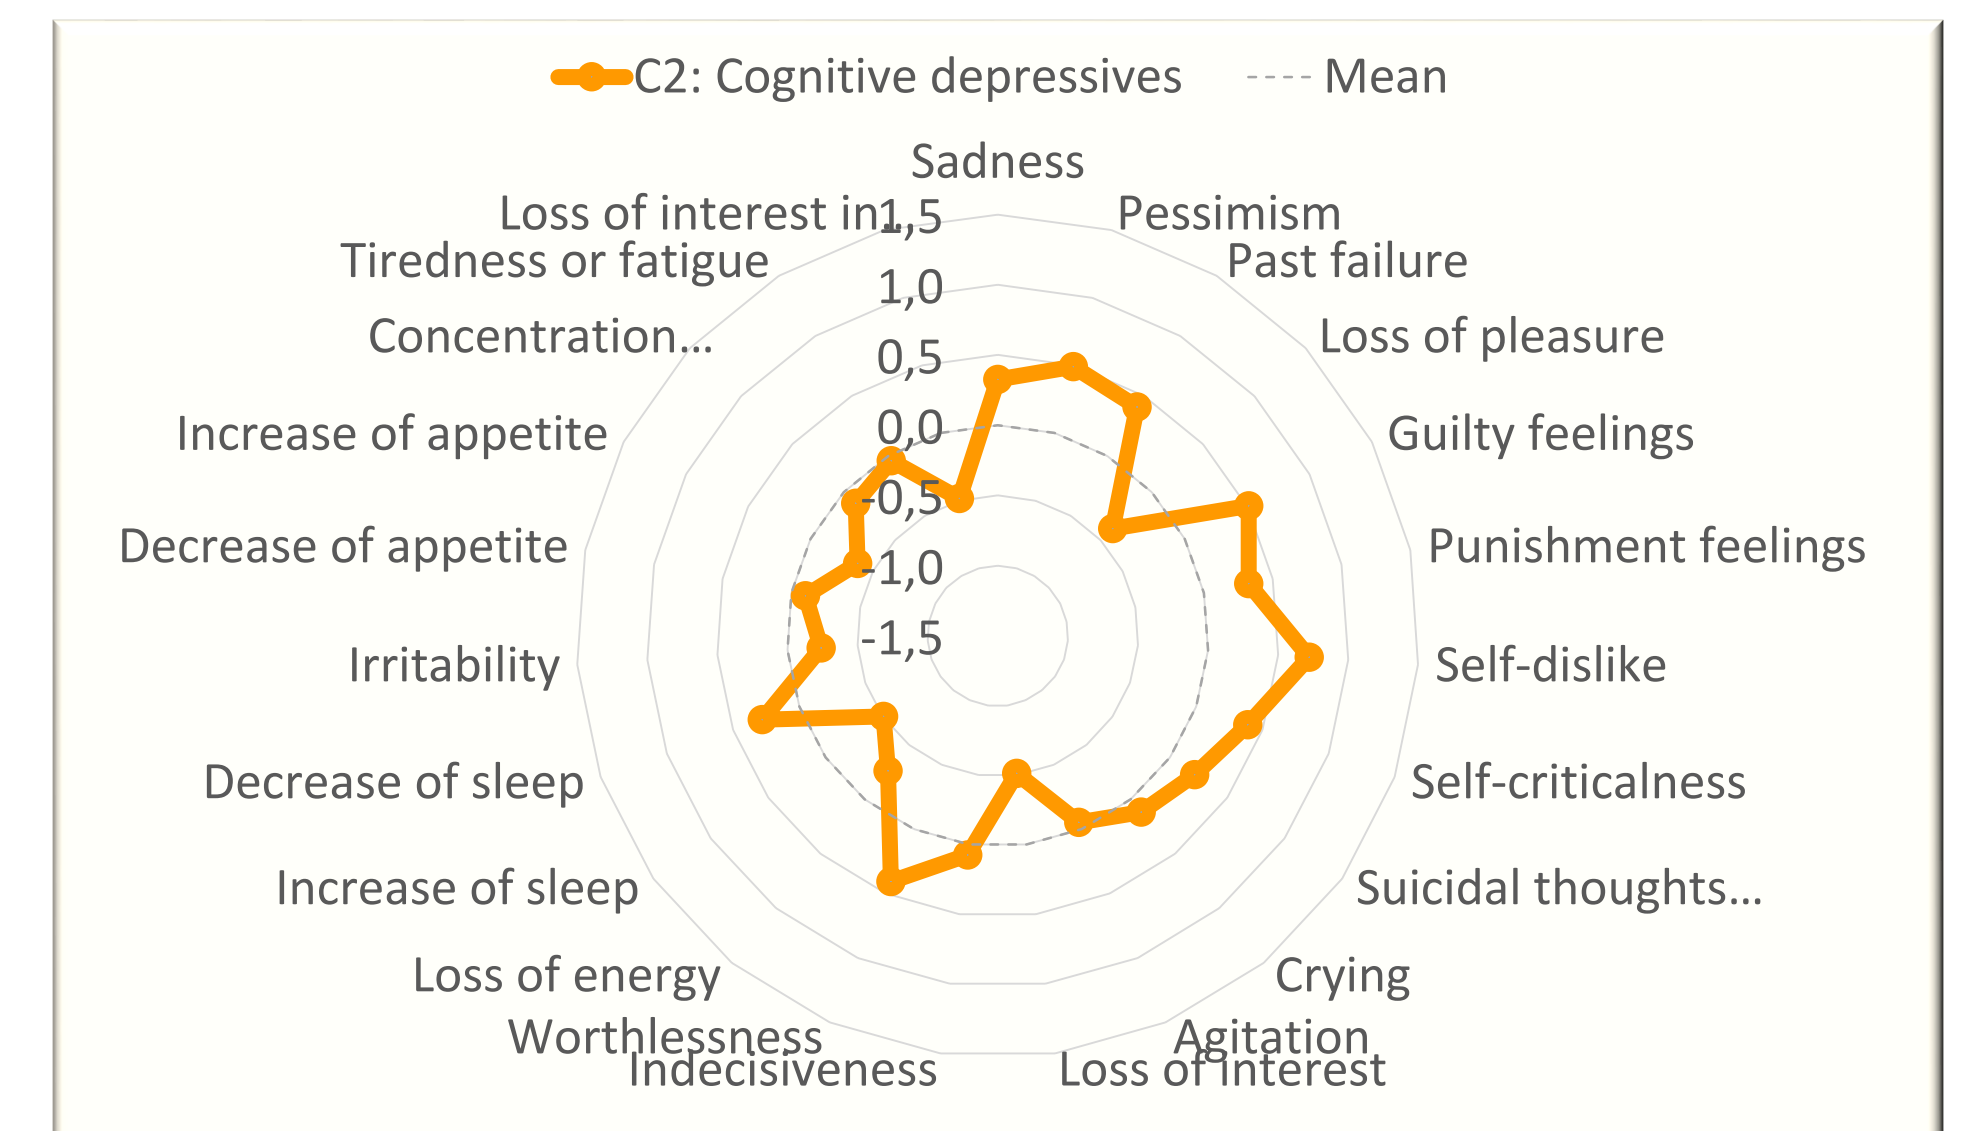 C2: Cognitive depressives
Mean
Sadness
Pessimism
Past failure
Loss of pleasure
Guilty feelings
Punishment feelings
Self-dislike
Self-criticalness
Suicidal thoughts...
Crying
Agitation
Loss of interest
Indecisiveness
Worthlessness
Loss of energy
Increase of sleep
Decrease of sleep
Irritability
Decrease of appetite
Increase of appetite
Concentration...
Tiredness or fatigue
Loss of interest in...
1,5
1,0
0,5
0,0
-0,5
-1,0
-1,5